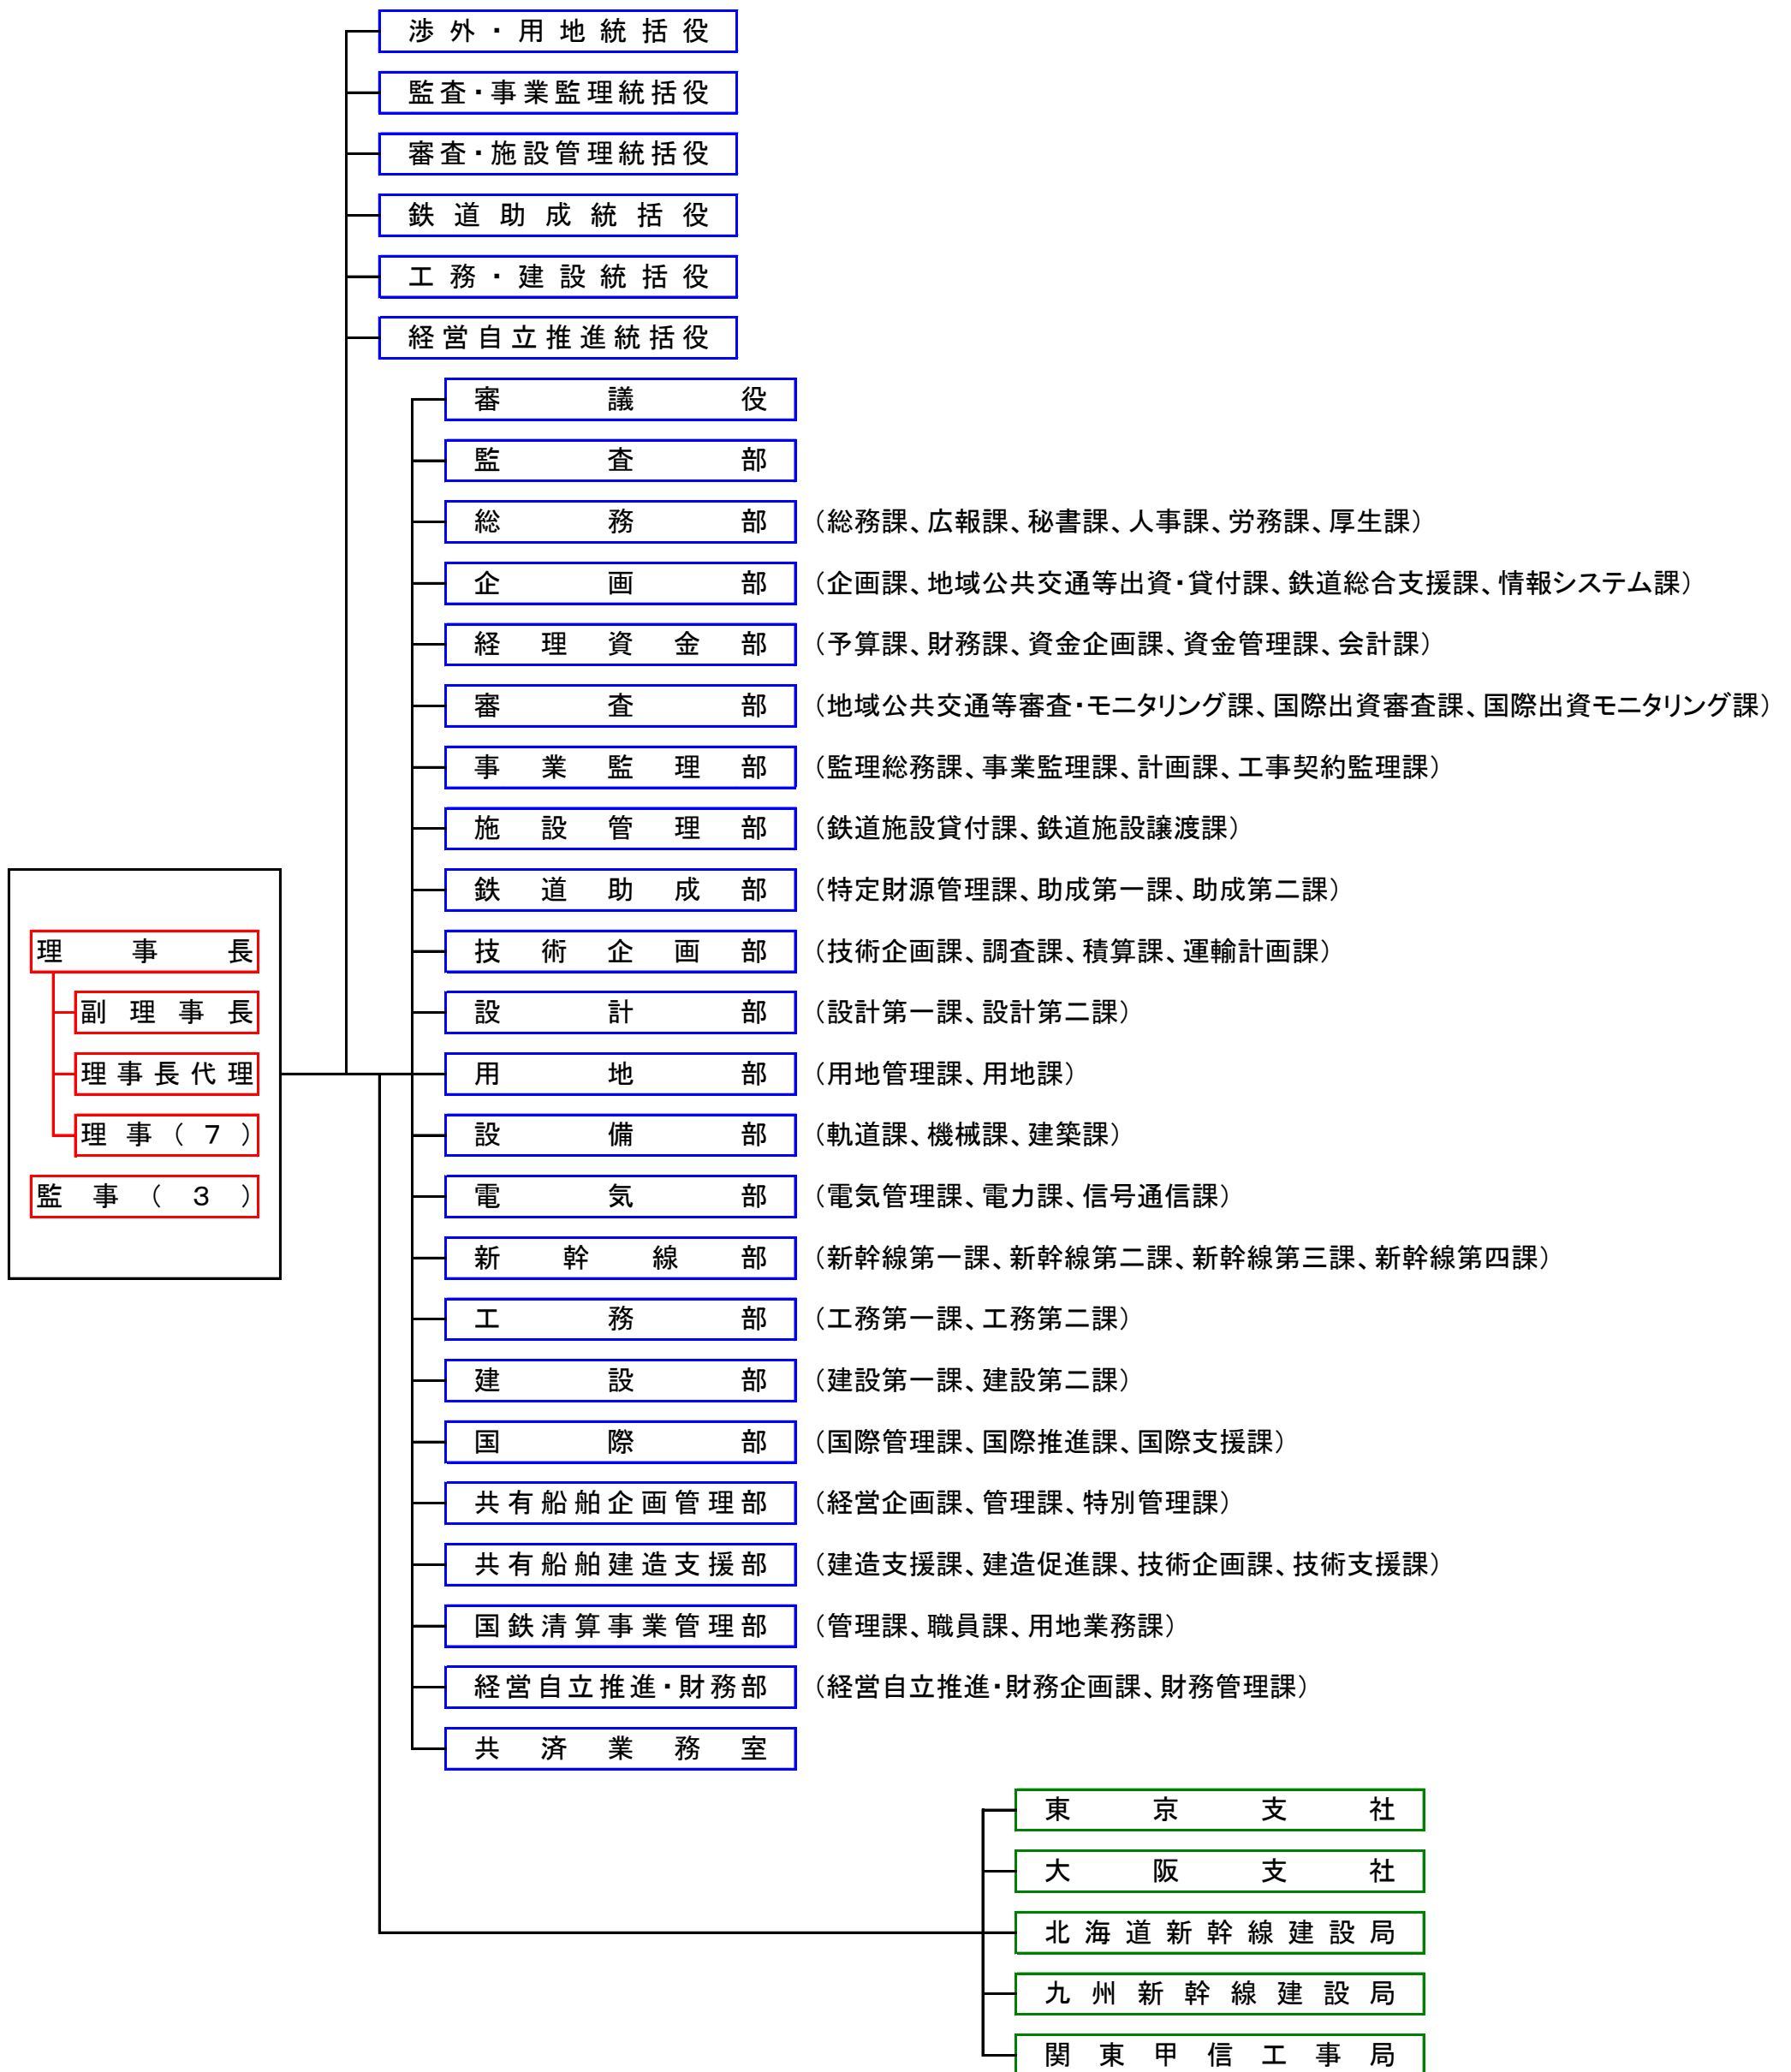 渉外・用地統括役
監査・事業監理統括役
審査・施設管理統括役
鉄道助成統括役
工務・建設統括役
経営自立推進統括役
審議役
監査部
総務部 （総務課、広報課、秘書課、人事課、労務課、厚生課）
企画部 （企画課、地域公共交通等出資・貸付課、鉄道総合支援課、情報システム課）
経理資金部 （予算課、財務課、資金企画課、資金管理課、会計課）
審査部 （地域公共交通等審査・モニタリング課、国際出資審査課、国際出資モニタリング課）
事業監理部 （監理総務課、事業監理課、計画課、工事契約監理課）
施設管理部 （鉄道施設貸付課、鉄道施設譲渡課）
鉄道助成部 （特定財源管理課、助成第一課、助成第二課）
理事長
技術企画部 （技術企画課、調査課、積算課、運輸計画課）
副理事長
設計部 （設計第一課、設計第二課）
理事長代理
用地部 （用地管理課、用地課）
理事（７）
設備部 （軌道課、機械課、建築課）
監事（３）
電気部 （電気管理課、電力課、信号通信課）
新幹線部 （新幹線第一課、新幹線第二課、新幹線第三課、新幹線第四課）
工務部 （工務第一課、工務第二課）
建設部 （建設第一課、建設第二課）
国際部 （国際管理課、国際推進課、国際支援課）
共有船舶企画管理部 （経営企画課、管理課、特別管理課）
共有船舶建造支援部 （建造支援課、建造促進課、技術企画課、技術支援課）
国鉄清算事業管理部 （管理課、職員課、用地業務課）
経営自立推進・財務部 （経営自立推進・財務企画課、財務管理課）
共済業務室
東京支社
大阪支社
北海道新幹線建設局
九州新幹線建設局
関東甲信工事局